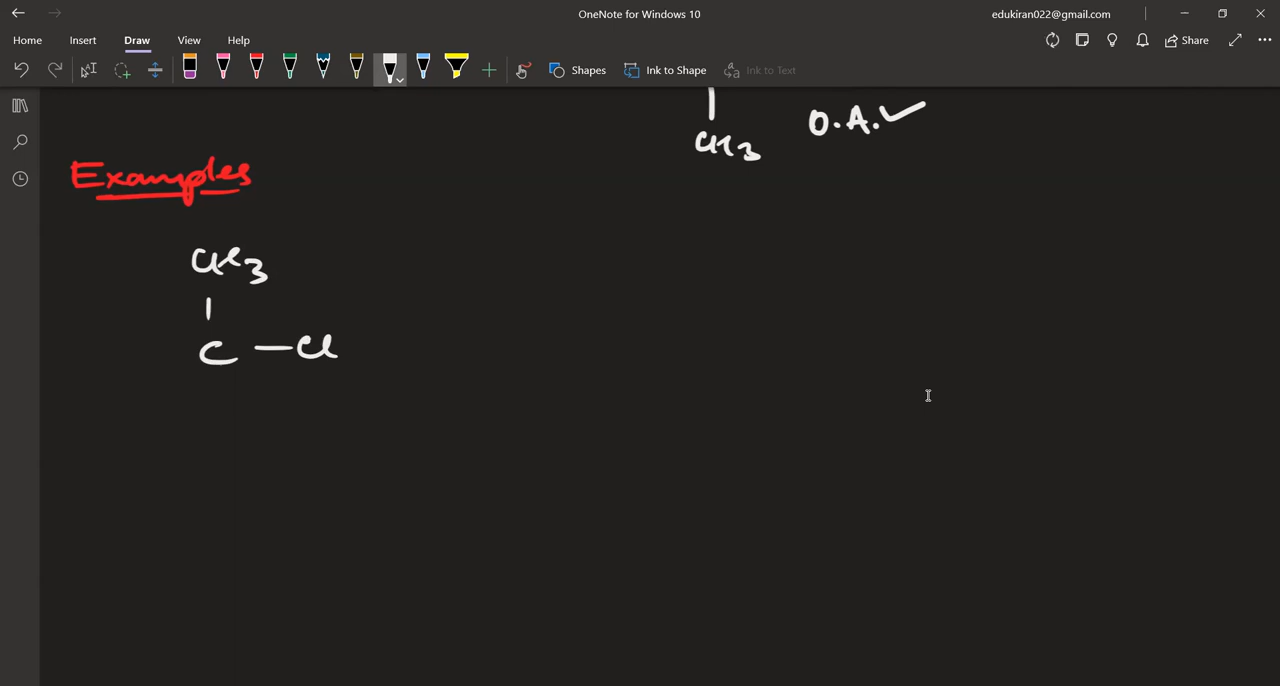 OneNote for Windows 10
edukiran022@gmail.com
Home Insert Draw View Help
Share
Shapes
Ink to Shape
Ink to Text
CH3
O.A.✓
Examples
CH3
C — Cl